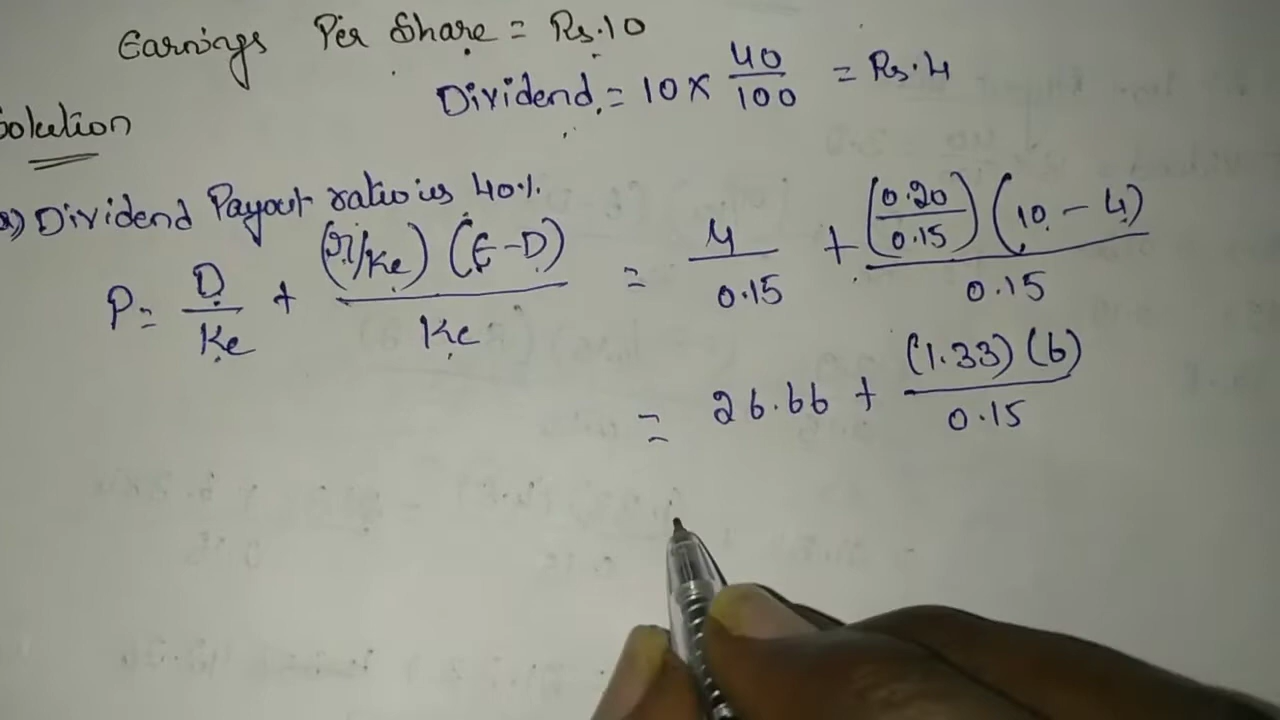 Earnings Per Share = Rs.10
Dividend = 10 × 40/100 = Rs.4
Solution
a) Dividend Payout ratio is 40%.
P = D/Ke + (r/Ke) (E-D)/Ke = 4/0.15 + (0.20/0.15) (10-4)/0.15
= 26.66 + (1.33) (6)/0.15